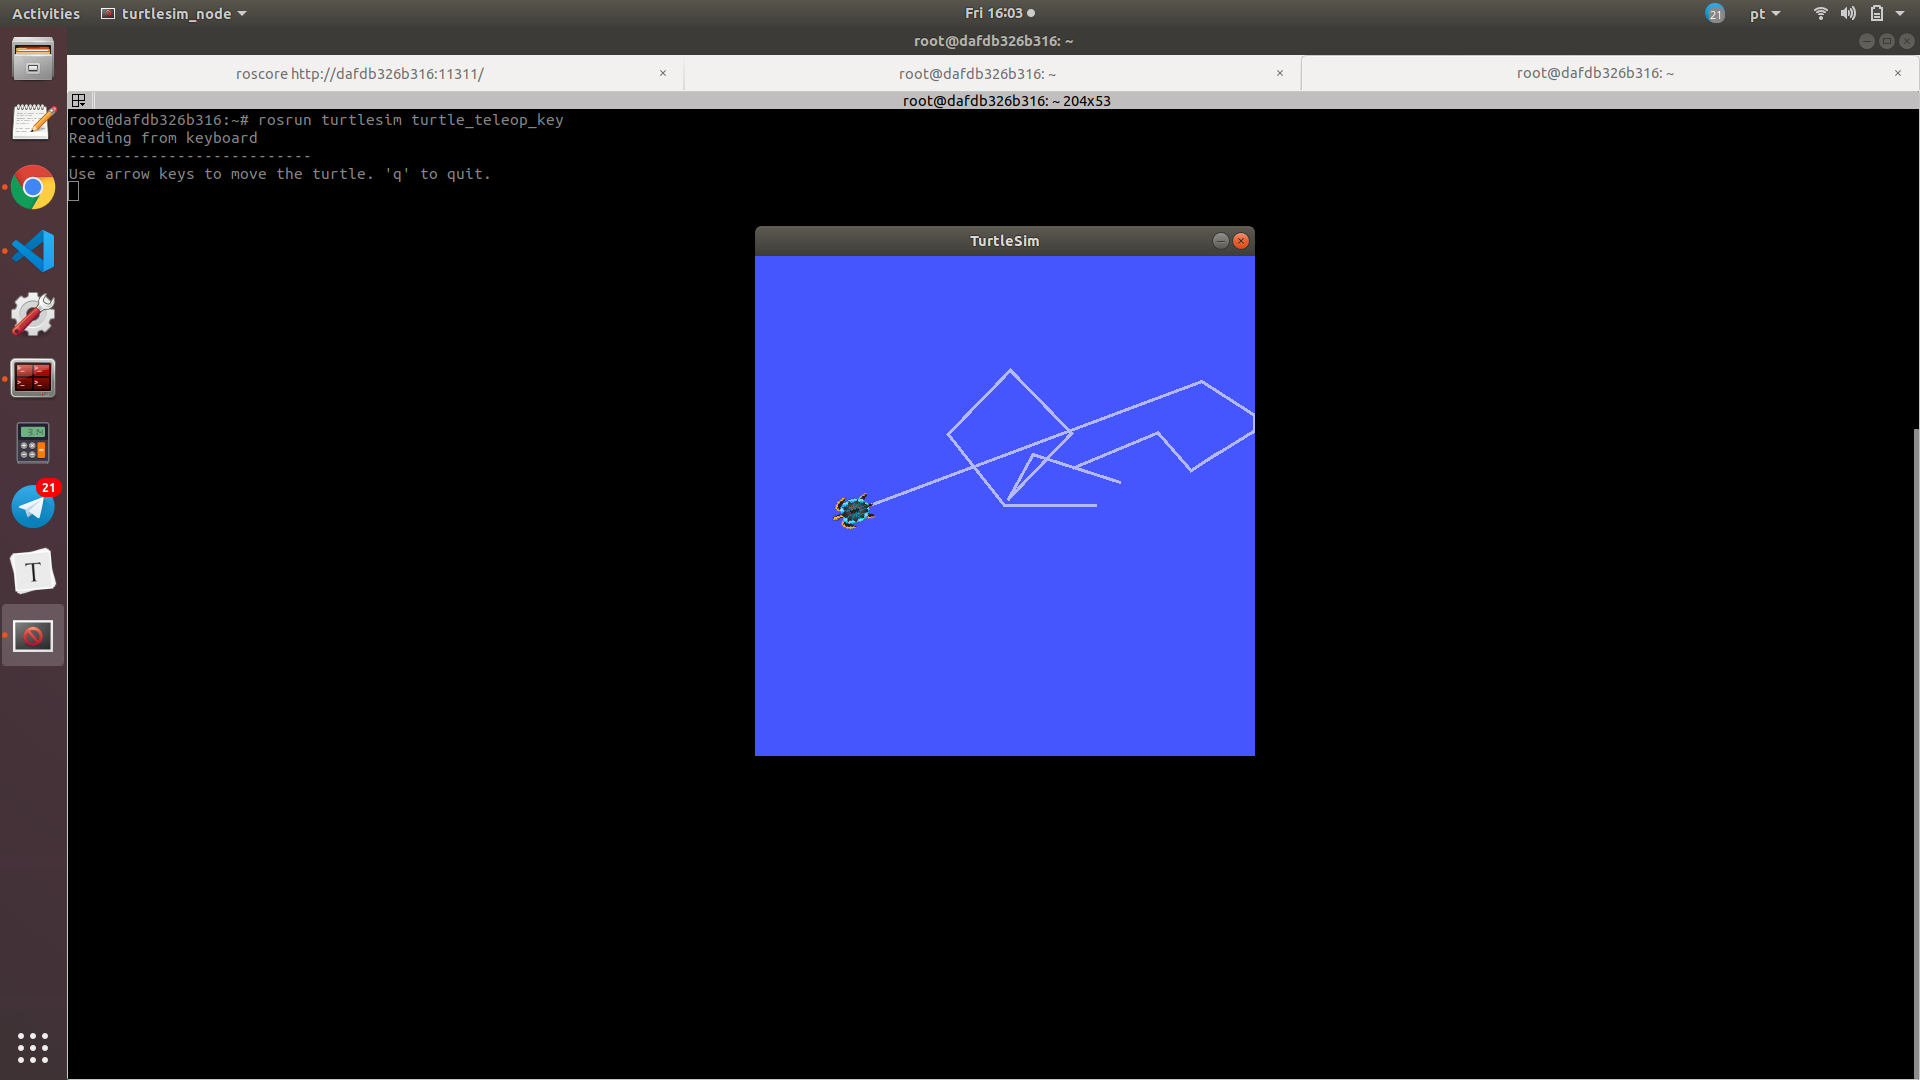 Activities
turtlesim_node
Fri 16:03
21
pt
root@dafdb326b316: ~
roscore http://dafdb326b316:11311/
root@dafdb326b316: ~
root@dafdb326b316: ~
root@dafdb326b316: ~ 204x53
root@dafdb326b316:~# rosrun turtlesim turtle_teleop_key
Reading from keyboard
---------------------------
Use arrow keys to move the turtle. 'q' to quit.
TurtleSim
21
T